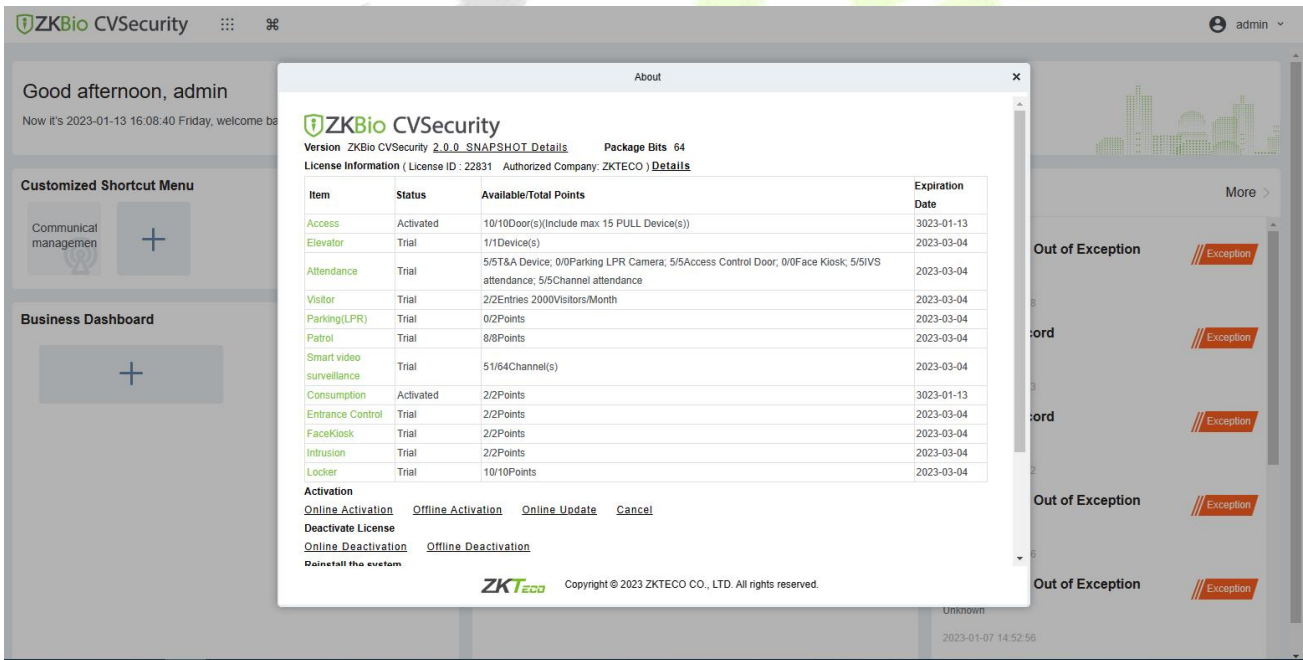 ZKBio CVSecurity
admin
Good afternoon, admin
Now it's 2023-01-13 16:08:40 Friday, welcome ba
Customized Shortcut Menu
Communicat
managemen
Business Dashboard
About
ZKBio CVSecurity
Version ZKBio CVSecurity 2.0.0_SNAPSHOT Details Package Bits 64
License Information ( License ID : 22831 Authorized Company: ZKTECO ) Details
Item Status Available/Total Points Expiration Date
Access Activated 10/10Door(s)(Include max 15 PULL Device(s)) 3023-01-13
Elevator Trial 1/1Device(s) 2023-03-04
Attendance Trial 5/5T&A Device; 0/0Parking LPR Camera; 5/5Access Control Door; 0/0Face Kiosk; 5/5IVS attendance; 5/5Channel attendance 2023-03-04
Visitor Trial 2/2Entries 2000Visitors/Month 2023-03-04
Parking(LPR) Trial 0/2Points 2023-03-04
Patrol Trial 8/8Points 2023-03-04
Smart video surveillance Trial 51/64Channel(s) 2023-03-04
Consumption Activated 2/2Points 3023-01-13
Entrance Control Trial 2/2Points 2023-03-04
FaceKiosk Trial 2/2Points 2023-03-04
Intrusion Trial 2/2Points 2023-03-04
Locker Trial 10/10Points 2023-03-04
Activation
Online Activation Offline Activation Online Update Cancel
Deactivate License
Online Deactivation Offline Deactivation
Reinstall the system
ZKTeco Copyright © 2023 ZKTECO CO., LTD. All rights reserved.
More
Out of Exception
Exception
8
cord
Exception
3
cord
Exception
2
Out of Exception
Exception
6
Out of Exception
Exception
Unknown
2023-01-07 14:52:56